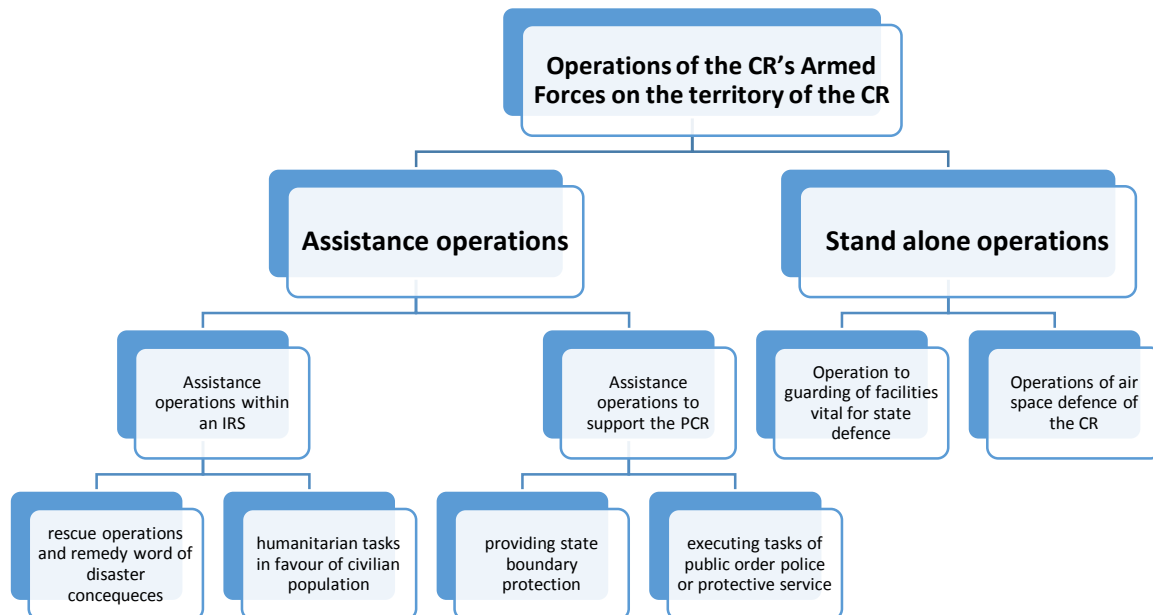 Operations of the CR's Armed
Forces on the territory of the CR
Assistance operations
Stand alone operations
Assistance
operations within
an IRS
Assistance
operations to
support the PCR
Operation to
guarding of facilities
vital for state
defence
Operations of air
space defence of
the CR
rescue operations
and remedy word of
disaster
concequeces
humanitarian tasks
in favour of civilian
population
providing state
boundary
protection
executing tasks of
public order police
or protective service